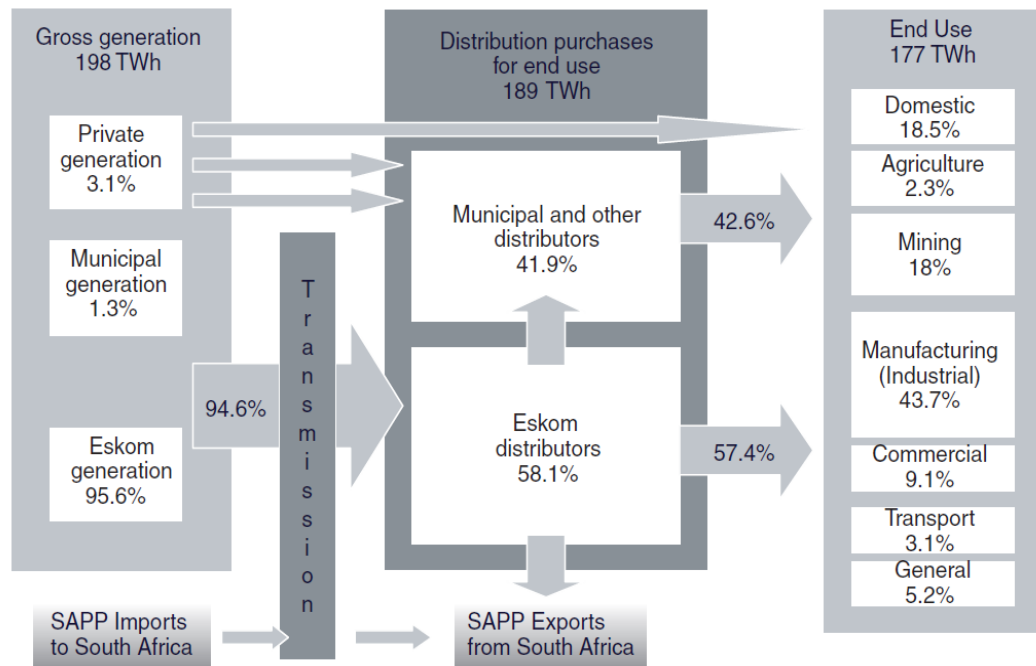 Gross generation
198 TWh
Private
generation
3.1%
Municipal
generation
1.3%
Eskom
generation
95.6%
94.6%
Transmission
Distribution purchases
for end use
189 TWh
Municipal and other
distributors
41.9%
Eskom
distributors
58.1%
42.6%
57.4%
End Use
177 TWh
Domestic
18.5%
Agriculture
2.3%
Mining
18%
Manufacturing
(Industrial)
43.7%
Commercial
9.1%
Transport
3.1%
General
5.2%
SAPP Imports
to South Africa
SAPP Exports
from South Africa